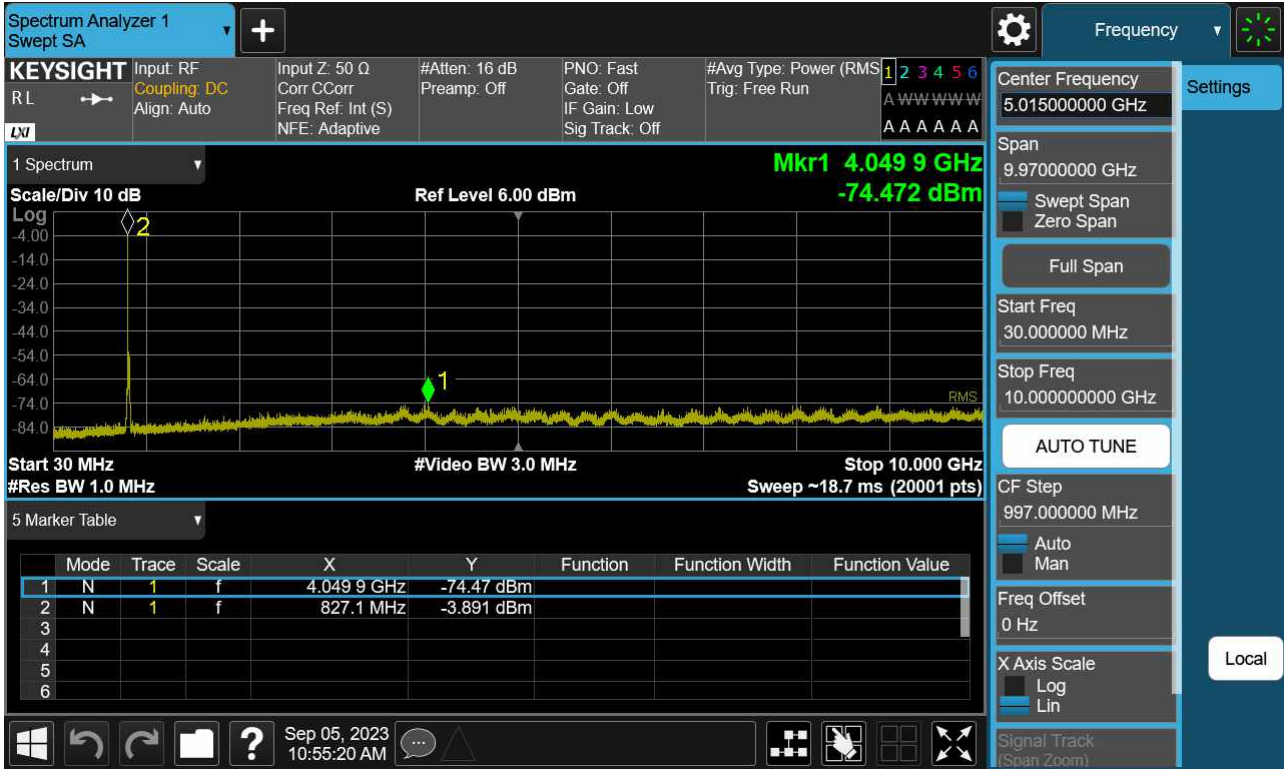 Spectrum Analyzer 1
Swept SA
+
Frequency
KEYSIGHT
R L
LXI
Input: RF
Coupling: DC
Align: Auto
Input Z: 50 Ω
Corr CCorr
Freq Ref: Int (S)
NFE: Adaptive
#Atten: 16 dB
Preamp: Off
PNO: Fast
Gate: Off
IF Gain: Low
Sig Track: Off
#Avg Type: Power (RMS
Trig: Free Run
1 2 3 4 5 6
A W W W W W
A A A A A A
1 Spectrum
Scale/Div 10 dB
Ref Level 6.00 dBm
Mkr1 4.049 9 GHz
-74.472 dBm
Log
-4.00
-14.0
-24.0
-34.0
-44.0
-54.0
-64.0
-74.0
-84.0
2
1
RMS
Start 30 MHz
#Video BW 3.0 MHz
Stop 10.000 GHz
#Res BW 1.0 MHz
Sweep ~18.7 ms (20001 pts)
5 Marker Table
Mode Trace Scale X Y Function Function Width Function Value
1 N 1 f 4.049 9 GHz -74.47 dBm
2 N 1 f 827.1 MHz -3.891 dBm
3
4
5
6
?
Sep 05, 2023
10:55:20 AM
Center Frequency
5.015000000 GHz
Settings
Span
9.97000000 GHz
Swept Span
Zero Span
Full Span
Start Freq
30.000000 MHz
Stop Freq
10.000000000 GHz
AUTO TUNE
CF Step
997.000000 MHz
Auto
Man
Freq Offset
0 Hz
X Axis Scale
Log
Lin
Local
Signal Track
(Span Zoom)